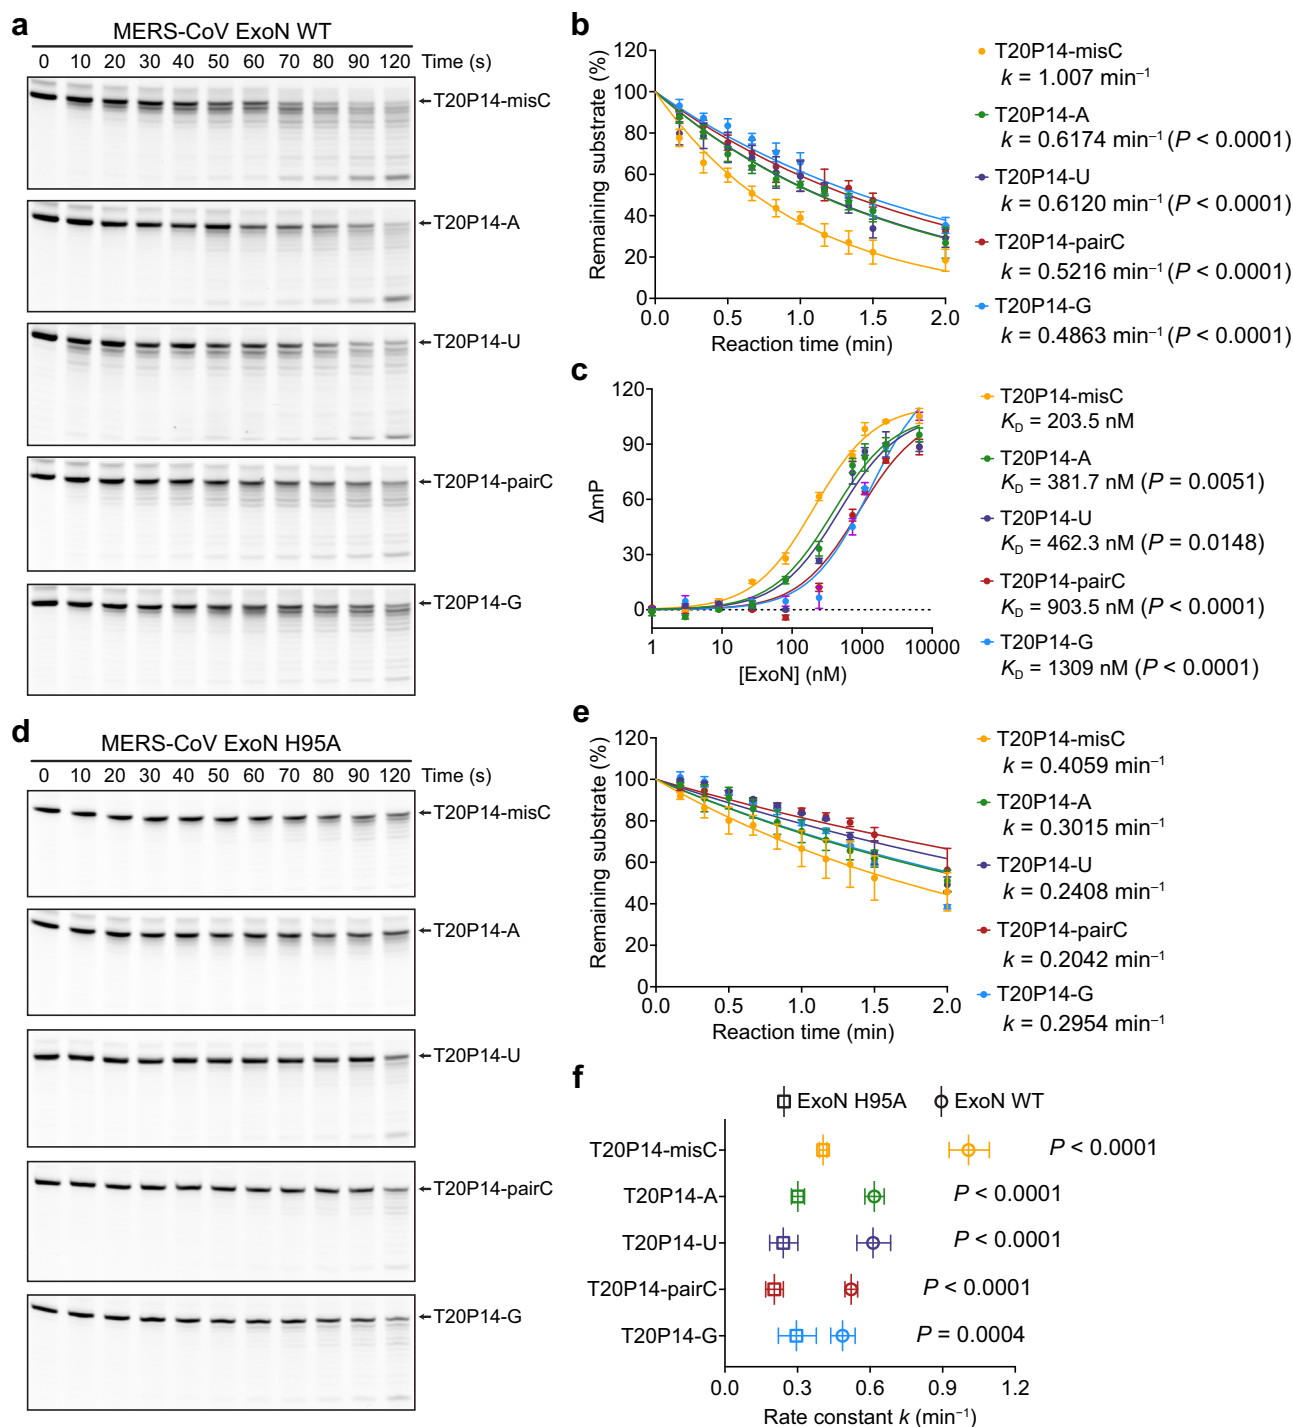 a
MERS-CoV ExoN WT
0 10 20 30 40 50 60 70 80 90 120 Time (s)
T20P14-misC
T20P14-A
T20P14-U
T20P14-pairC
T20P14-G
b
Remaining substrate (%)
120
100
80
60
40
20
0
0.0 0.5 1.0 1.5 2.0
Reaction time (min)
T20P14-misC
k = 1.007 min⁻¹
T20P14-A
k = 0.6174 min⁻¹ (P < 0.0001)
T20P14-U
k = 0.6120 min⁻¹ (P < 0.0001)
T20P14-pairC
k = 0.5216 min⁻¹ (P < 0.0001)
T20P14-G
k = 0.4863 min⁻¹ (P < 0.0001)
c
ΔmP
120
90
60
30
0
1 10 100 1000 10000
[ExoN] (nM)
T20P14-misC
K_D = 203.5 nM
T20P14-A
K_D = 381.7 nM (P = 0.0051)
T20P14-U
K_D = 462.3 nM (P = 0.0148)
T20P14-pairC
K_D = 903.5 nM (P < 0.0001)
T20P14-G
K_D = 1309 nM (P < 0.0001)
d
MERS-CoV ExoN H95A
0 10 20 30 40 50 60 70 80 90 120 Time (s)
T20P14-misC
T20P14-A
T20P14-U
T20P14-pairC
T20P14-G
e
Remaining substrate (%)
120
100
80
60
40
20
0
0.0 0.5 1.0 1.5 2.0
Reaction time (min)
T20P14-misC
k = 0.4059 min⁻¹
T20P14-A
k = 0.3015 min⁻¹
T20P14-U
k = 0.2408 min⁻¹
T20P14-pairC
k = 0.2042 min⁻¹
T20P14-G
k = 0.2954 min⁻¹
f
ExoN H95A ExoN WT
T20P14-misC P < 0.0001
T20P14-A P < 0.0001
T20P14-U P < 0.0001
T20P14-pairC P < 0.0001
T20P14-G P = 0.0004
0.0 0.3 0.6 0.9 1.2
Rate constant k (min⁻¹)